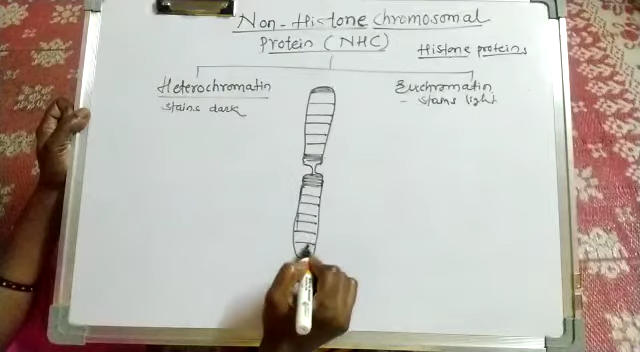 Non-Histone chromosomal
Protein (NHC)
Histone proteins
Heterochromatin
stains dark
Euchromatin
- stains light